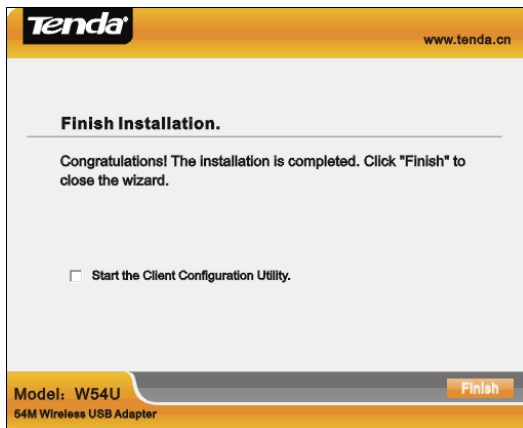 Tenda
www.tenda.cn
Finish Installation.
Congratulations! The installation is completed. Click "Finish" to
close the wizard.
Start the Client Configuration Utility.
Model: W54U
Finish
54M Wireless USB Adapter